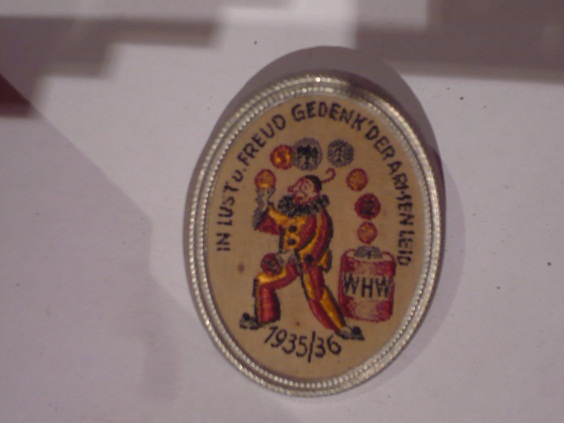 IN LUST U. FREUD GEDENK' DER ARMEN LEID
WHW
1935/36